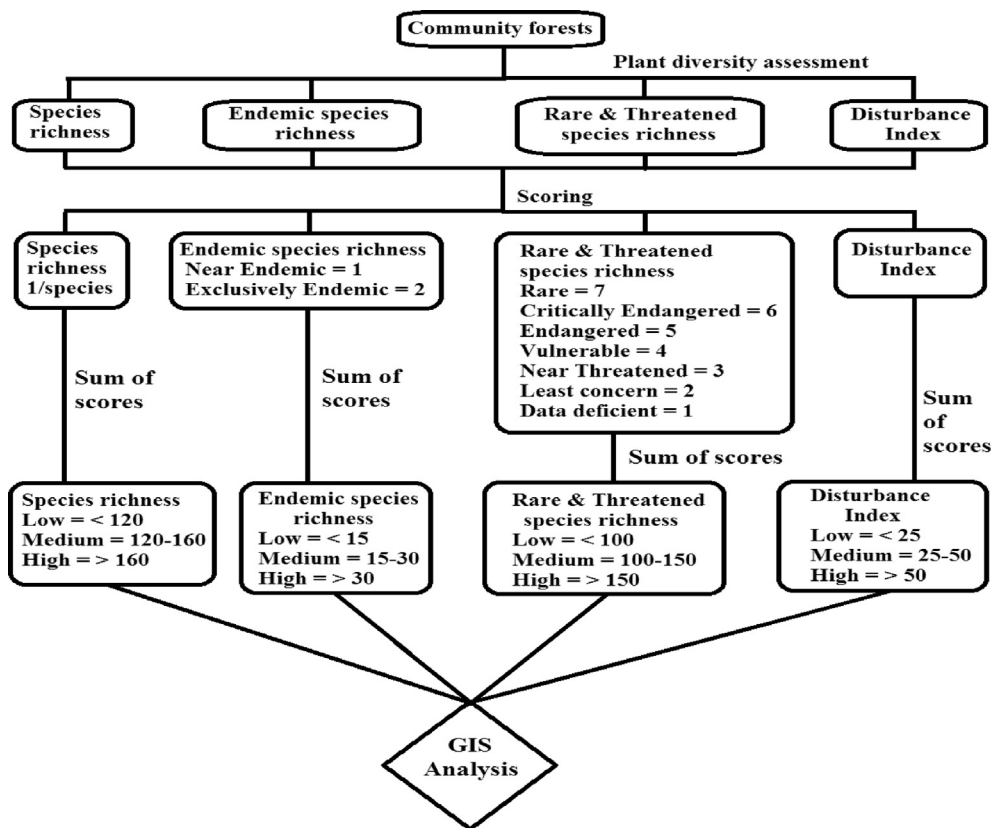 Community forests
Plant diversity assessment
Species
richness
Endemic species
richness
Rare & Threatened
species richness
Disturbance
Index
Scoring
Species
richness
1/species
Endemic species richness
Near Endemic = 1
Exclusively Endemic = 2
Rare & Threatened
species richness
Rare = 7
Critically Endangered = 6
Endangered = 5
Vulnerable = 4
Near Threatened = 3
Least concern = 2
Data deficient = 1
Disturbance
Index
Sum of
scores
Sum of
scores
Sum of scores
Sum
of
scores
Species richness
Low = < 120
Medium = 120-160
High = > 160
Endemic species
richness
Low = < 15
Medium = 15-30
High = > 30
Rare & Threatened
species richness
Low = < 100
Medium = 100-150
High = > 150
Disturbance
Index
Low = < 25
Medium = 25-50
High = > 50
GIS
Analysis